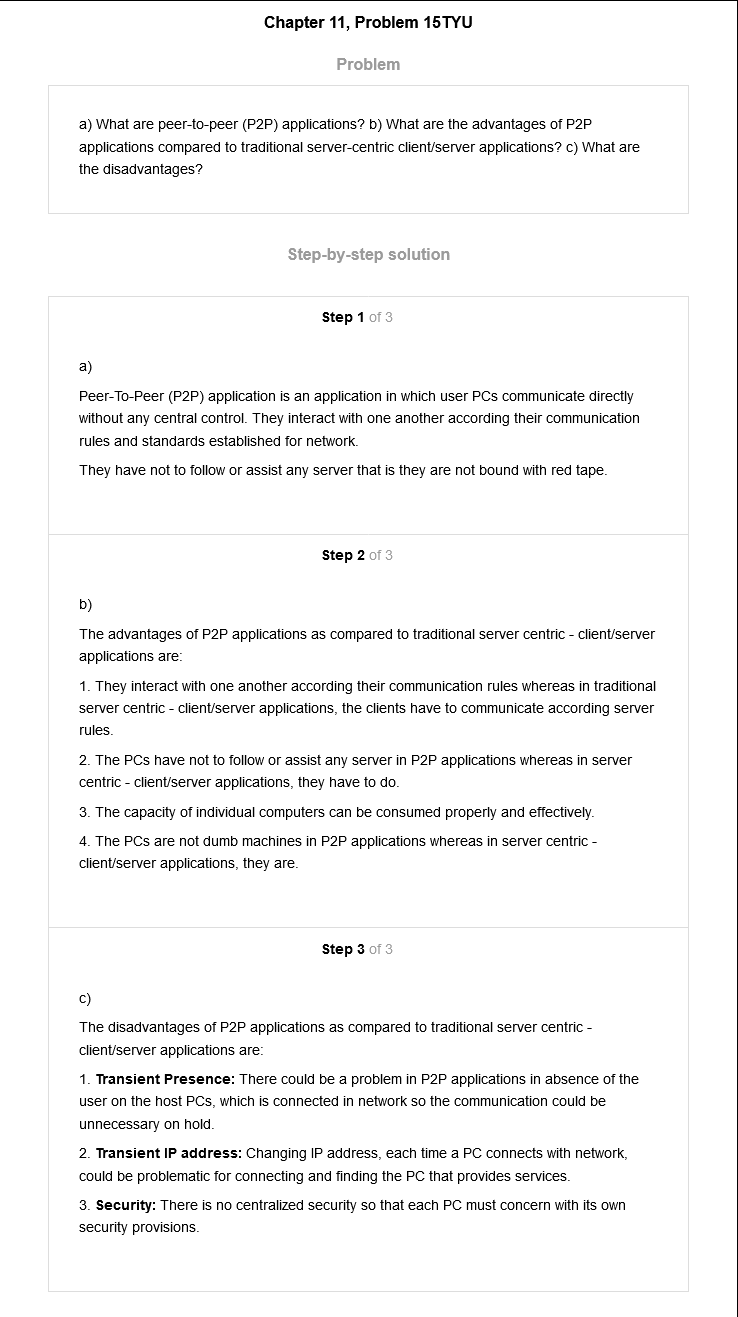 Chapter 11, Problem 15TYU
Problem
a) What are peer-to-peer (P2P) applications? b) What are the advantages of P2P
applications compared to traditional server-centric client/server applications? c) What are
the disadvantages?
Step-by-step solution
Step 1 of 3
a)
Peer-To-Peer (P2P) application is an application in which user PCs communicate directly
without any central control. They interact with one another according their communication
rules and standards established for network.
They have not to follow or assist any server that is they are not bound with red tape.
Step 2 of 3
b)
The advantages of P2P applications as compared to traditional server centric - client/server
applications are:
1. They interact with one another according their communication rules whereas in traditional
server centric - client/server applications, the clients have to communicate according server
rules.
2. The PCs have not to follow or assist any server in P2P applications whereas in server
centric - client/server applications, they have to do.
3. The capacity of individual computers can be consumed properly and effectively.
4. The PCs are not dumb machines in P2P applications whereas in server centric -
client/server applications, they are.
Step 3 of 3
c)
The disadvantages of P2P applications as compared to traditional server centric -
client/server applications are:
1. Transient Presence: There could be a problem in P2P applications in absence of the
user on the host PCs, which is connected in network so the communication could be
unnecessary on hold.
2. Transient IP address: Changing IP address, each time a PC connects with network,
could be problematic for connecting and finding the PC that provides services.
3. Security: There is no centralized security so that each PC must concern with its own
security provisions.